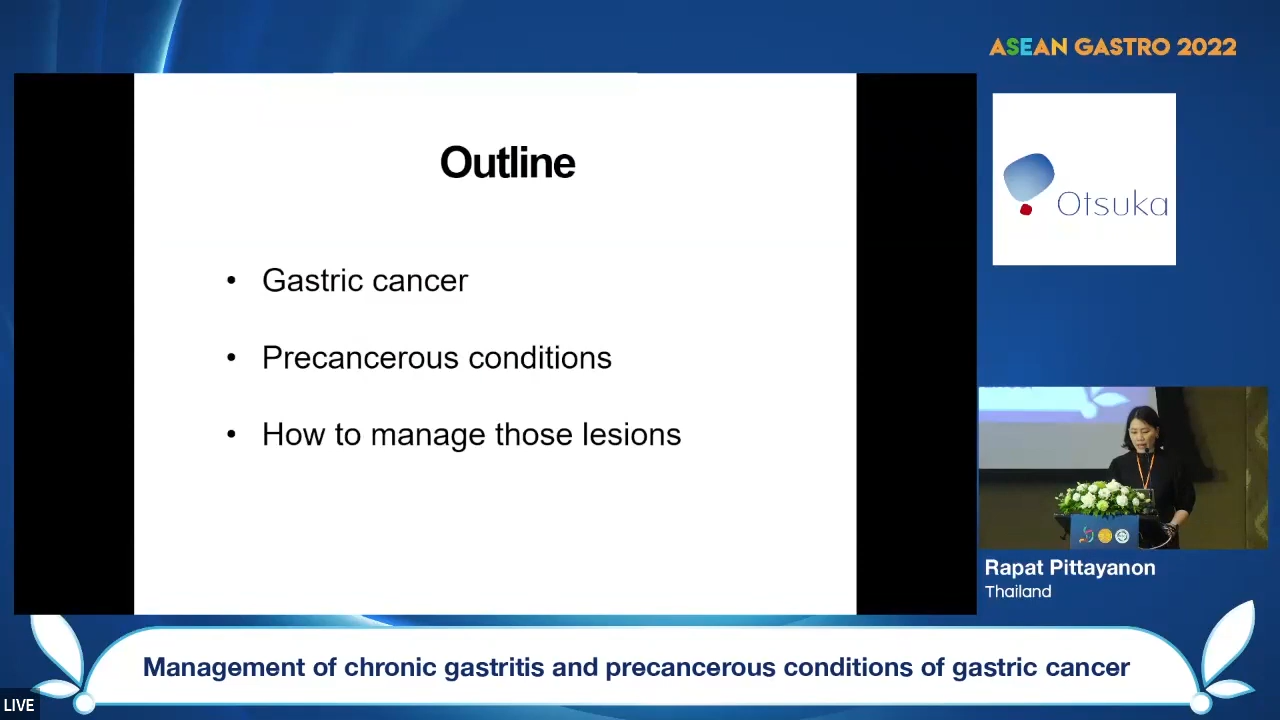 ASEAN GASTRO 2022
Outline
• Gastric cancer
• Precancerous conditions
• How to manage those lesions
Otsuka
Rapat Pittayanon
Thailand
Management of chronic gastritis and precancerous conditions of gastric cancer
LIVE